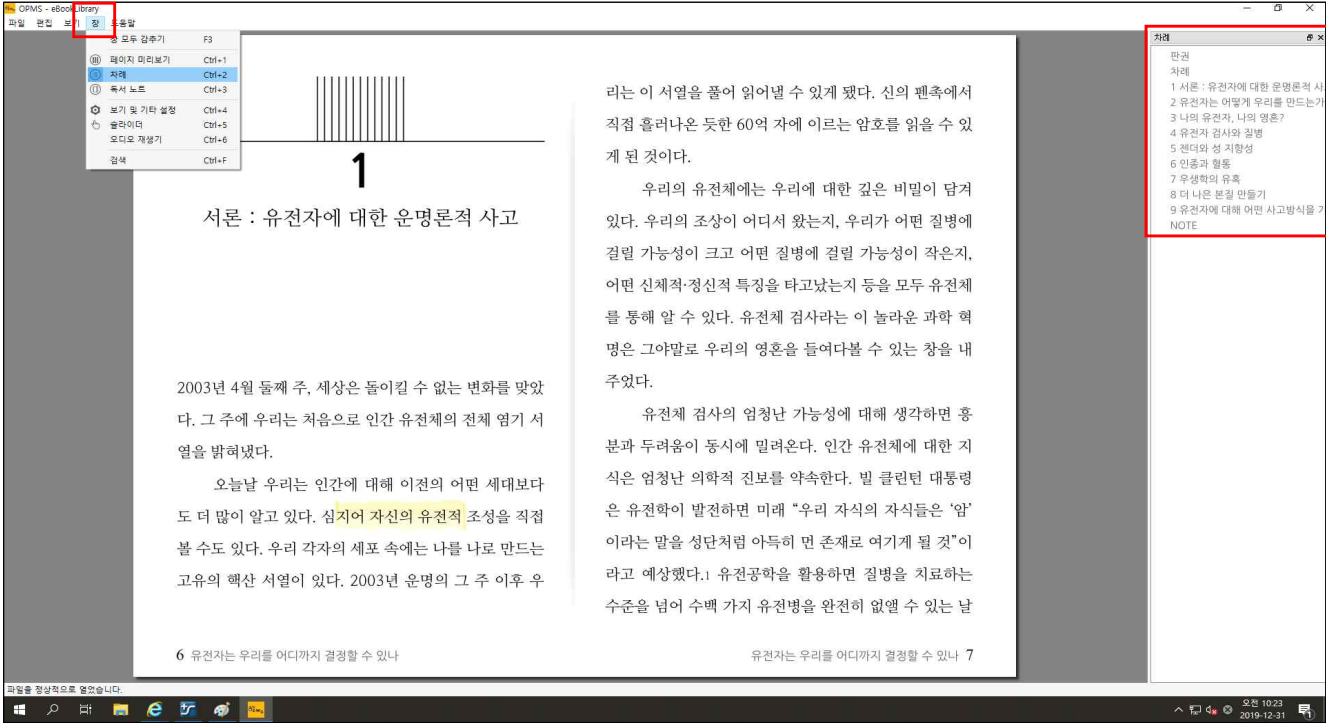 OPMS - eBookLibrary
파일 편집 보기 창 도움말
창 모두 감추기 F3
페이지 미리보기 Ctrl+1
차례 Ctrl+2
독서 노트 Ctrl+3
보기 및 기타 설정 Ctrl+4
슬라이더 Ctrl+5
오디오 재생기 Ctrl+6
검색 Ctrl+F
1
서론 : 유전자에 대한 운명론적 사고
2003년 4월 둘째 주, 세상은 돌이킬 수 없는 변화를 맞았
다. 그 주에 우리는 처음으로 인간 유전체의 전체 염기 서
열을 밝혀냈다.
오늘날 우리는 인간에 대해 이전의 어떤 세대보다
도 더 많이 알고 있다. 심지어 자신의 유전적 조성을 직접
볼 수도 있다. 우리 각자의 세포 속에는 나를 나로 만드는
고유의 핵산 서열이 있다. 2003년 운명의 그 주 이후 우
6 유전자는 우리를 어디까지 결정할 수 있나
리는 이 서열을 풀어 읽어낼 수 있게 됐다. 신의 펜촉에서
직접 흘러나온 듯한 60억 자에 이르는 암호를 읽을 수 있
게 된 것이다.
우리의 유전체에는 우리에 대한 깊은 비밀이 담겨
있다. 우리의 조상이 어디서 왔는지, 우리가 어떤 질병에
걸릴 가능성이 크고 어떤 질병에 걸릴 가능성이 작은지,
어떤 신체적·정신적 특징을 타고났는지 등을 모두 유전체
를 통해 알 수 있다. 유전체 검사라는 이 놀라운 과학 혁
명은 그야말로 우리의 영혼을 들여다볼 수 있는 창을 내
주었다.
유전체 검사의 엄청난 가능성에 대해 생각하면 흥
분과 두려움이 동시에 밀려온다. 인간 유전체에 대한 지
식은 엄청난 의학적 진보를 약속한다. 빌 클린턴 대통령
은 유전학이 발전하면 미래 “우리 자식의 자식들은 ‘암’
이라는 말을 성단처럼 아득히 먼 존재로 여기게 될 것”이
라고 예상했다.1 유전공학을 활용하면 질병을 치료하는
수준을 넘어 수백 가지 유전병을 완전히 없앨 수 있는 날
유전자는 우리를 어디까지 결정할 수 있나 7
차례
판권
차례
1 서론 : 유전자에 대한 운명론적 사
2 유전자는 어떻게 우리를 만드는가
3 나의 유전자, 나의 영혼?
4 유전자 검사와 질병
5 젠더와 성 지향성
6 인종과 혈통
7 우생학의 유혹
8 더 나은 본질 만들기
9 유전자에 대해 어떤 사고방식을 가
NOTE
파일을 정상적으로 열었습니다.
오전 10:23
2019-12-31